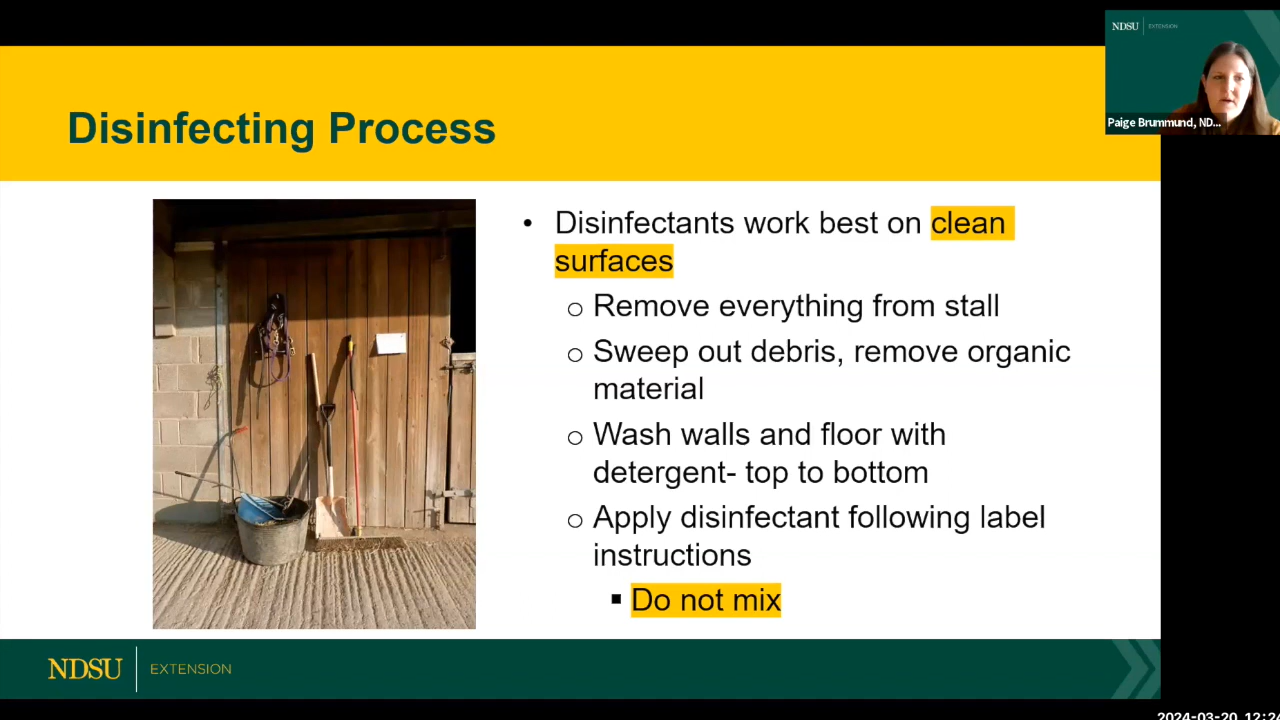 NDSU EXTENSION
Paige Brummund, ND...
Disinfecting Process
• Disinfectants work best on clean
surfaces
o Remove everything from stall
o Sweep out debris, remove organic
material
o Wash walls and floor with
detergent- top to bottom
o Apply disinfectant following label
instructions
▪ Do not mix
NDSU EXTENSION
2024-03-20 12:24